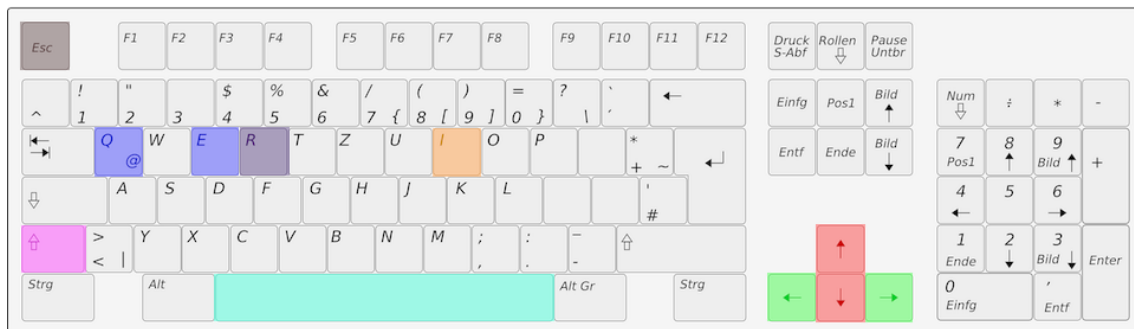 Esc F1 F2 F3 F4 F5 F6 F7 F8 F9 F10 F11 F12 Druck S-Abf Rollen Pause Untbr
^ ! 1 " 2 3 $ 4 % 5 & 6 / 7 { ( 8 [ ) 9 ] = 0 } ? \ ` ´ ← Einfg Pos1 Bild ↑ Num ÷ * -
Q @ W E R T Z U I O P * + ~ Entf Ende Bild ↓ 7 Pos1 8 ↑ 9 Bild ↑ +
A S D F G H J K L ' # 4 ← 5 6 →
> < | Y X C V B N M ; , : . _ - ↑ 1 Ende 2 ↓ 3 Bild ↓ Enter
Strg Alt Alt Gr Strg ← ↓ → 0 Einfg , Entf